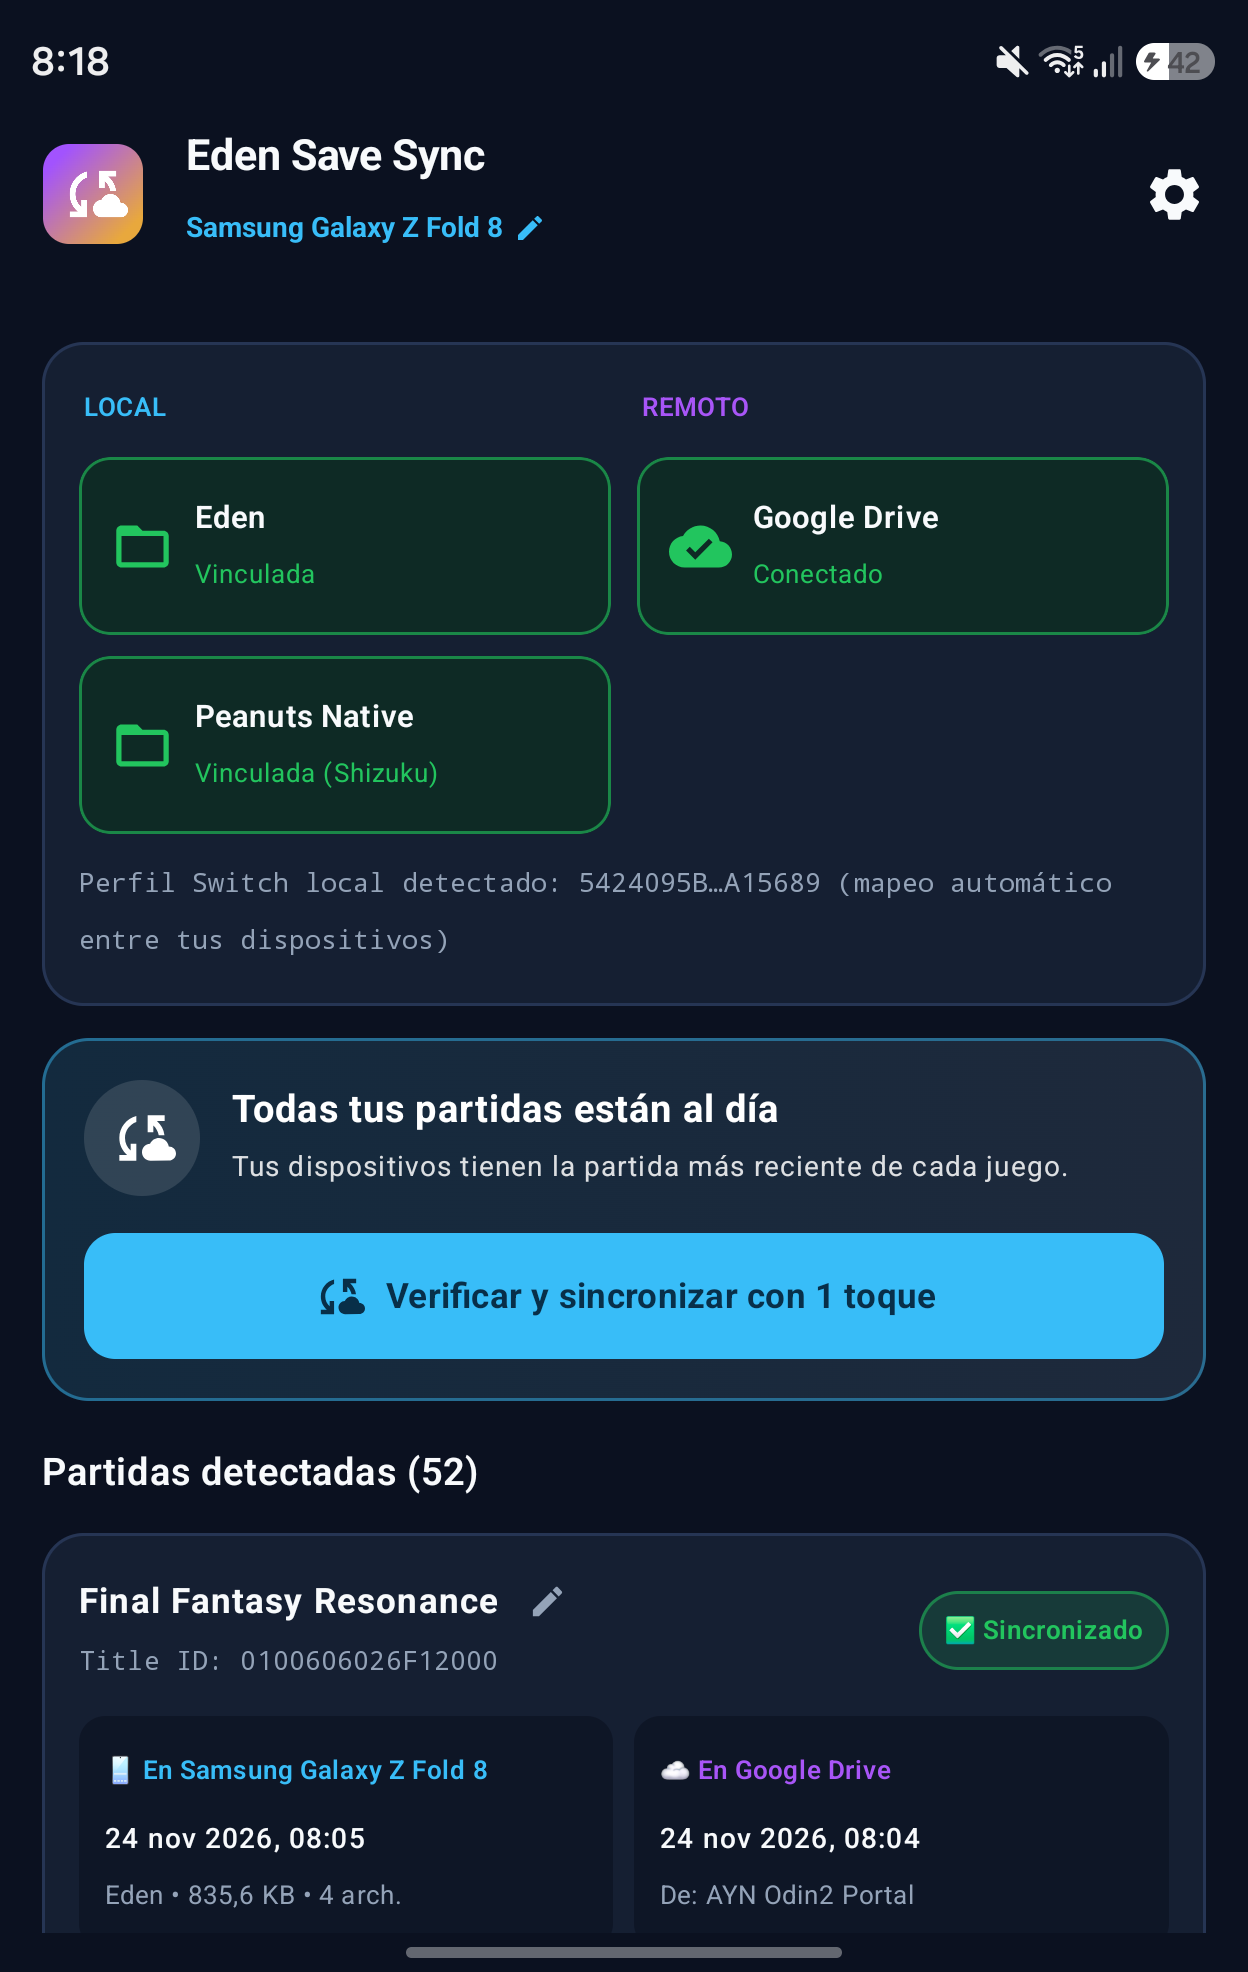 8:18
5
42
Eden Save Sync
Samsung Galaxy Z Fold 8
LOCAL
REMOTO
Eden
Vinculada
Google Drive
Conectado
Peanuts Native
Vinculada (Shizuku)
Perfil Switch local detectado: 5424095B…A15689 (mapeo automático
entre tus dispositivos)
Todas tus partidas están al día
Tus dispositivos tienen la partida más reciente de cada juego.
Verificar y sincronizar con 1 toque
Partidas detectadas (52)
Final Fantasy Resonance
Title ID: 0100606026F12000
✅ Sincronizado
En Samsung Galaxy Z Fold 8
24 nov 2026, 08:05
Eden • 835,6 KB • 4 arch.
En Google Drive
24 nov 2026, 08:04
De: AYN Odin2 Portal